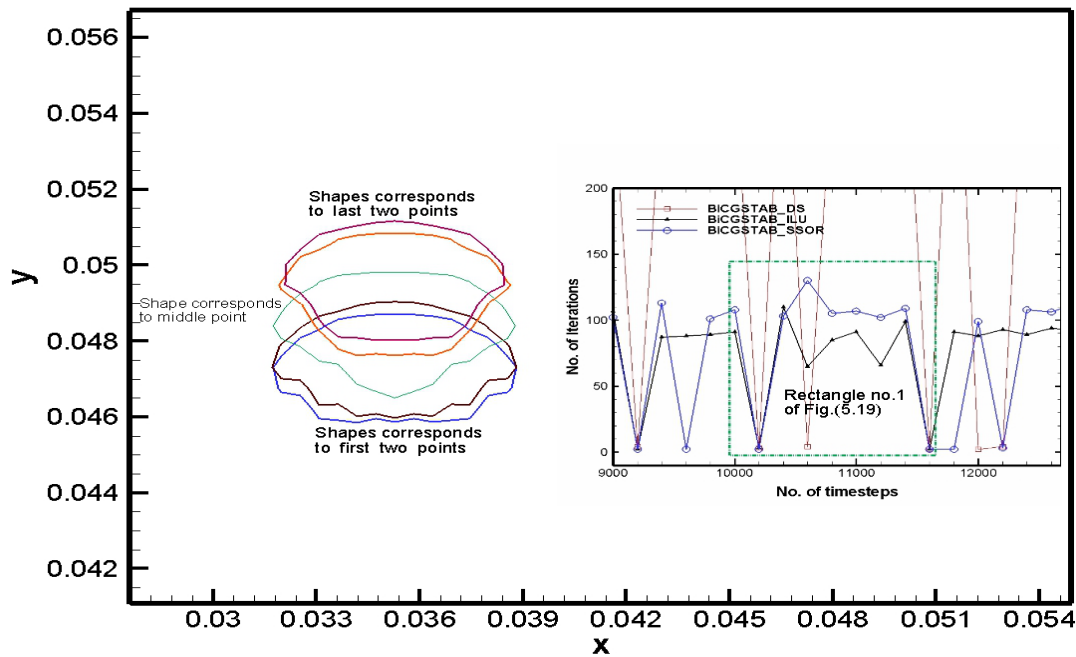 0.056
0.054
0.052
0.05
0.048
0.046
0.044
0.042
y
Shapes corresponds
to last two points
Shape corresponds
to middle point
Shapes corresponds
to first two points
200
150
100
50
0
No. of iterations
BiCGSTAB_DS
BiCGSTAB_ILU
BiCGSTAB_SSOR
Rectangle no.1
of Fig.(5.19)
9000 10000 11000 12000
No. of timesteps
0.03 0.033 0.036 0.039 0.042 0.045 0.048 0.051 0.054
x